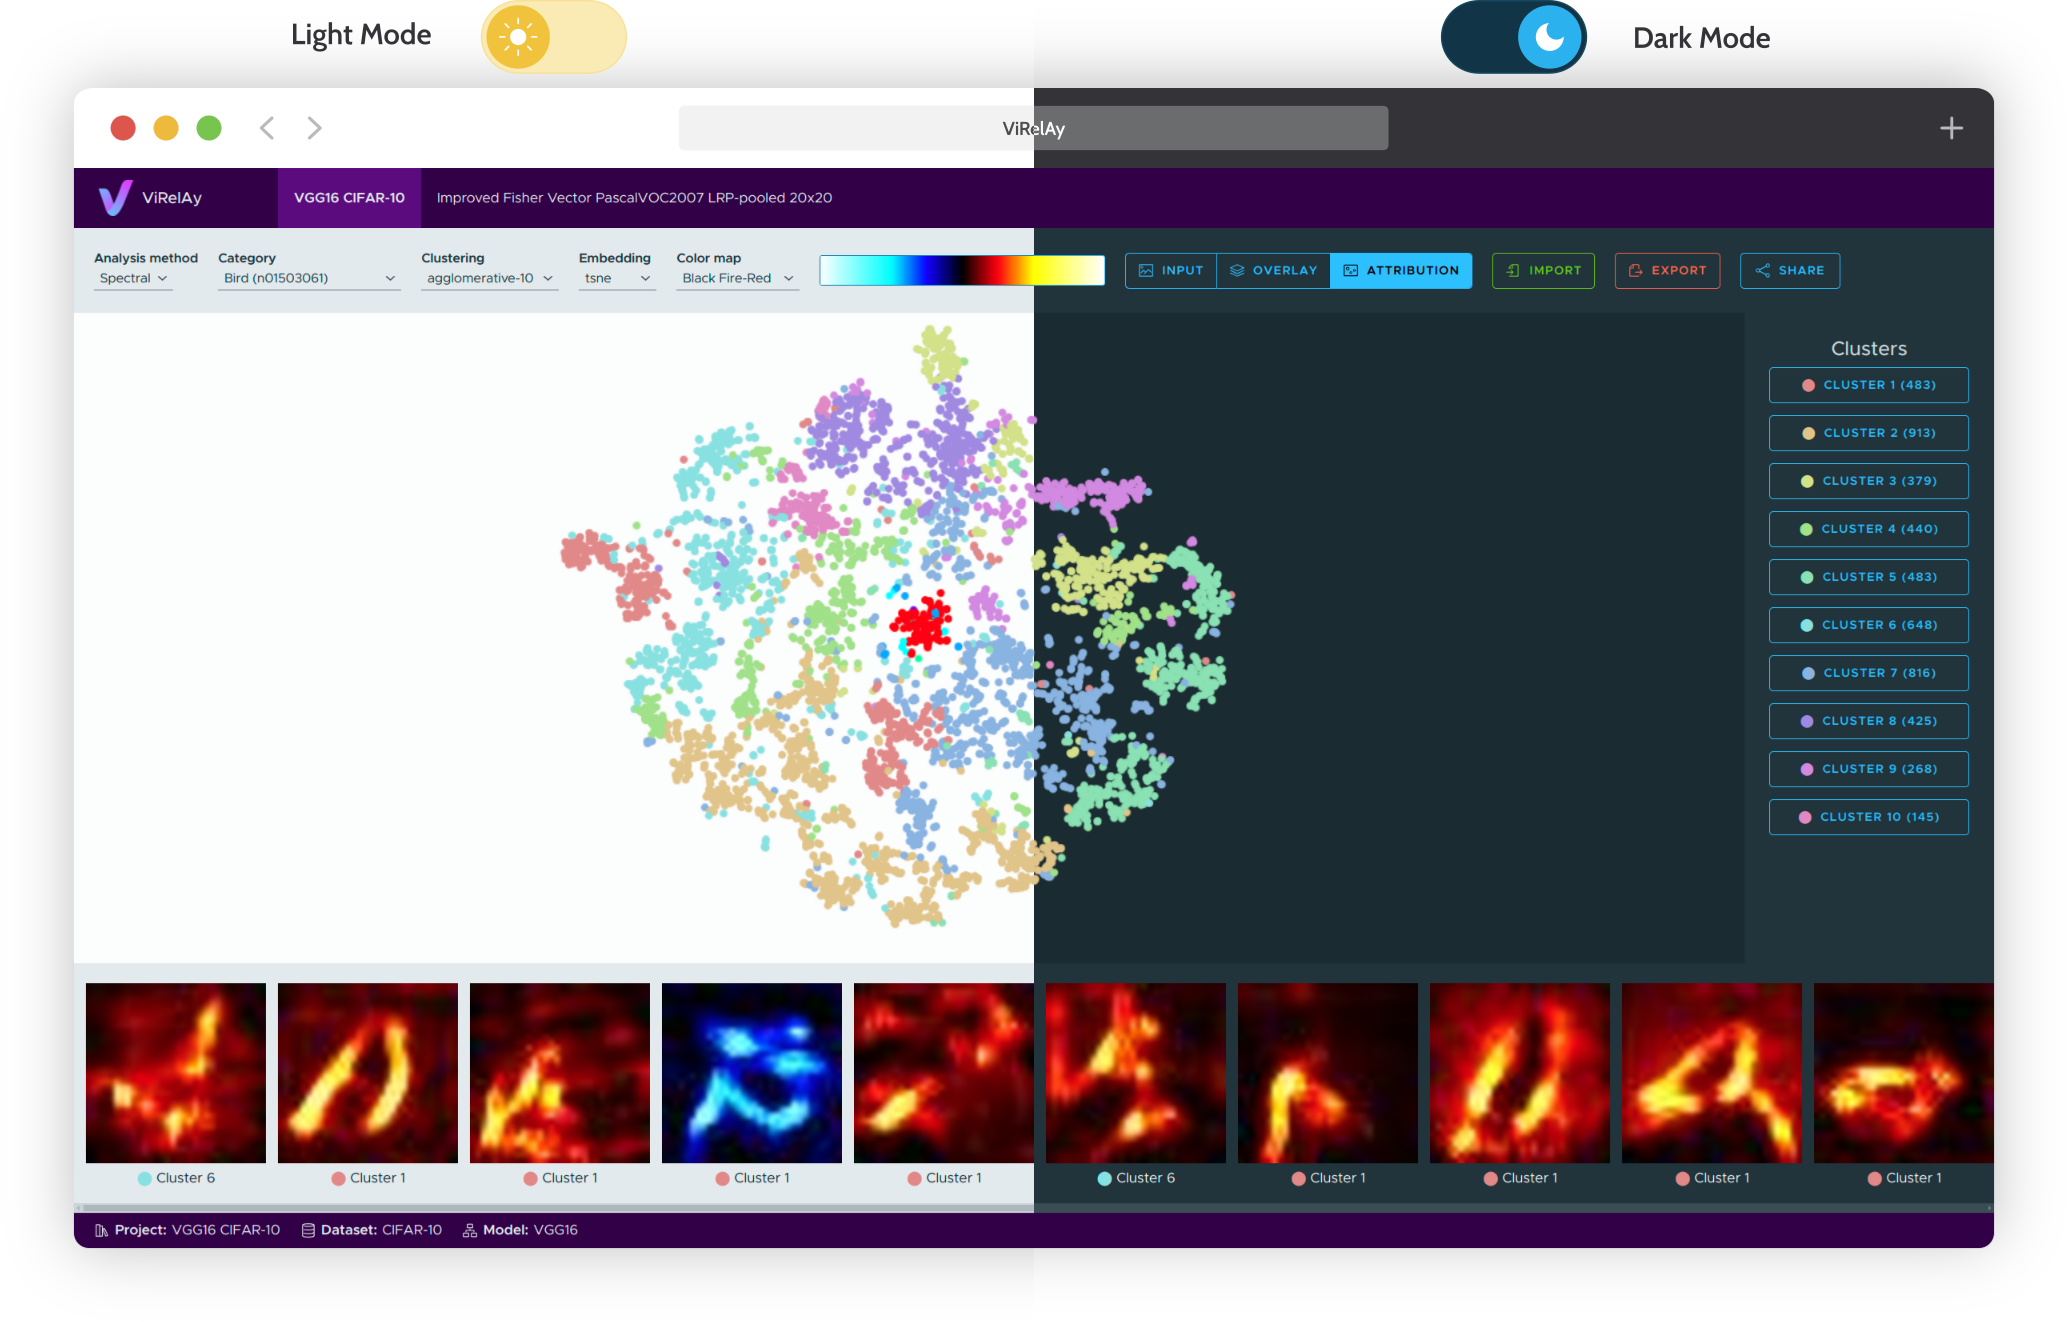 Light Mode
Dark Mode
ViRelAy
ViRelAy
VGG16 CIFAR-10
Improved Fisher Vector PascalVOC2007 LRP-pooled 20x20
Analysis method
Category
Clustering
Embedding
Color map
Spectral
Bird (n01503061)
agglomerative-10
tsne
Black Fire-Red
INPUT
OVERLAY
ATTRIBUTION
IMPORT
EXPORT
SHARE
Clusters
CLUSTER 1 (483)
CLUSTER 2 (913)
CLUSTER 3 (379)
CLUSTER 4 (440)
CLUSTER 5 (483)
CLUSTER 6 (648)
CLUSTER 7 (816)
CLUSTER 8 (425)
CLUSTER 9 (268)
CLUSTER 10 (145)
Cluster 6
Cluster 1
Cluster 1
Cluster 1
Cluster 1
Cluster 6
Cluster 1
Cluster 1
Cluster 1
Cluster 1
Project: VGG16 CIFAR-10
Dataset: CIFAR-10
Model: VGG16